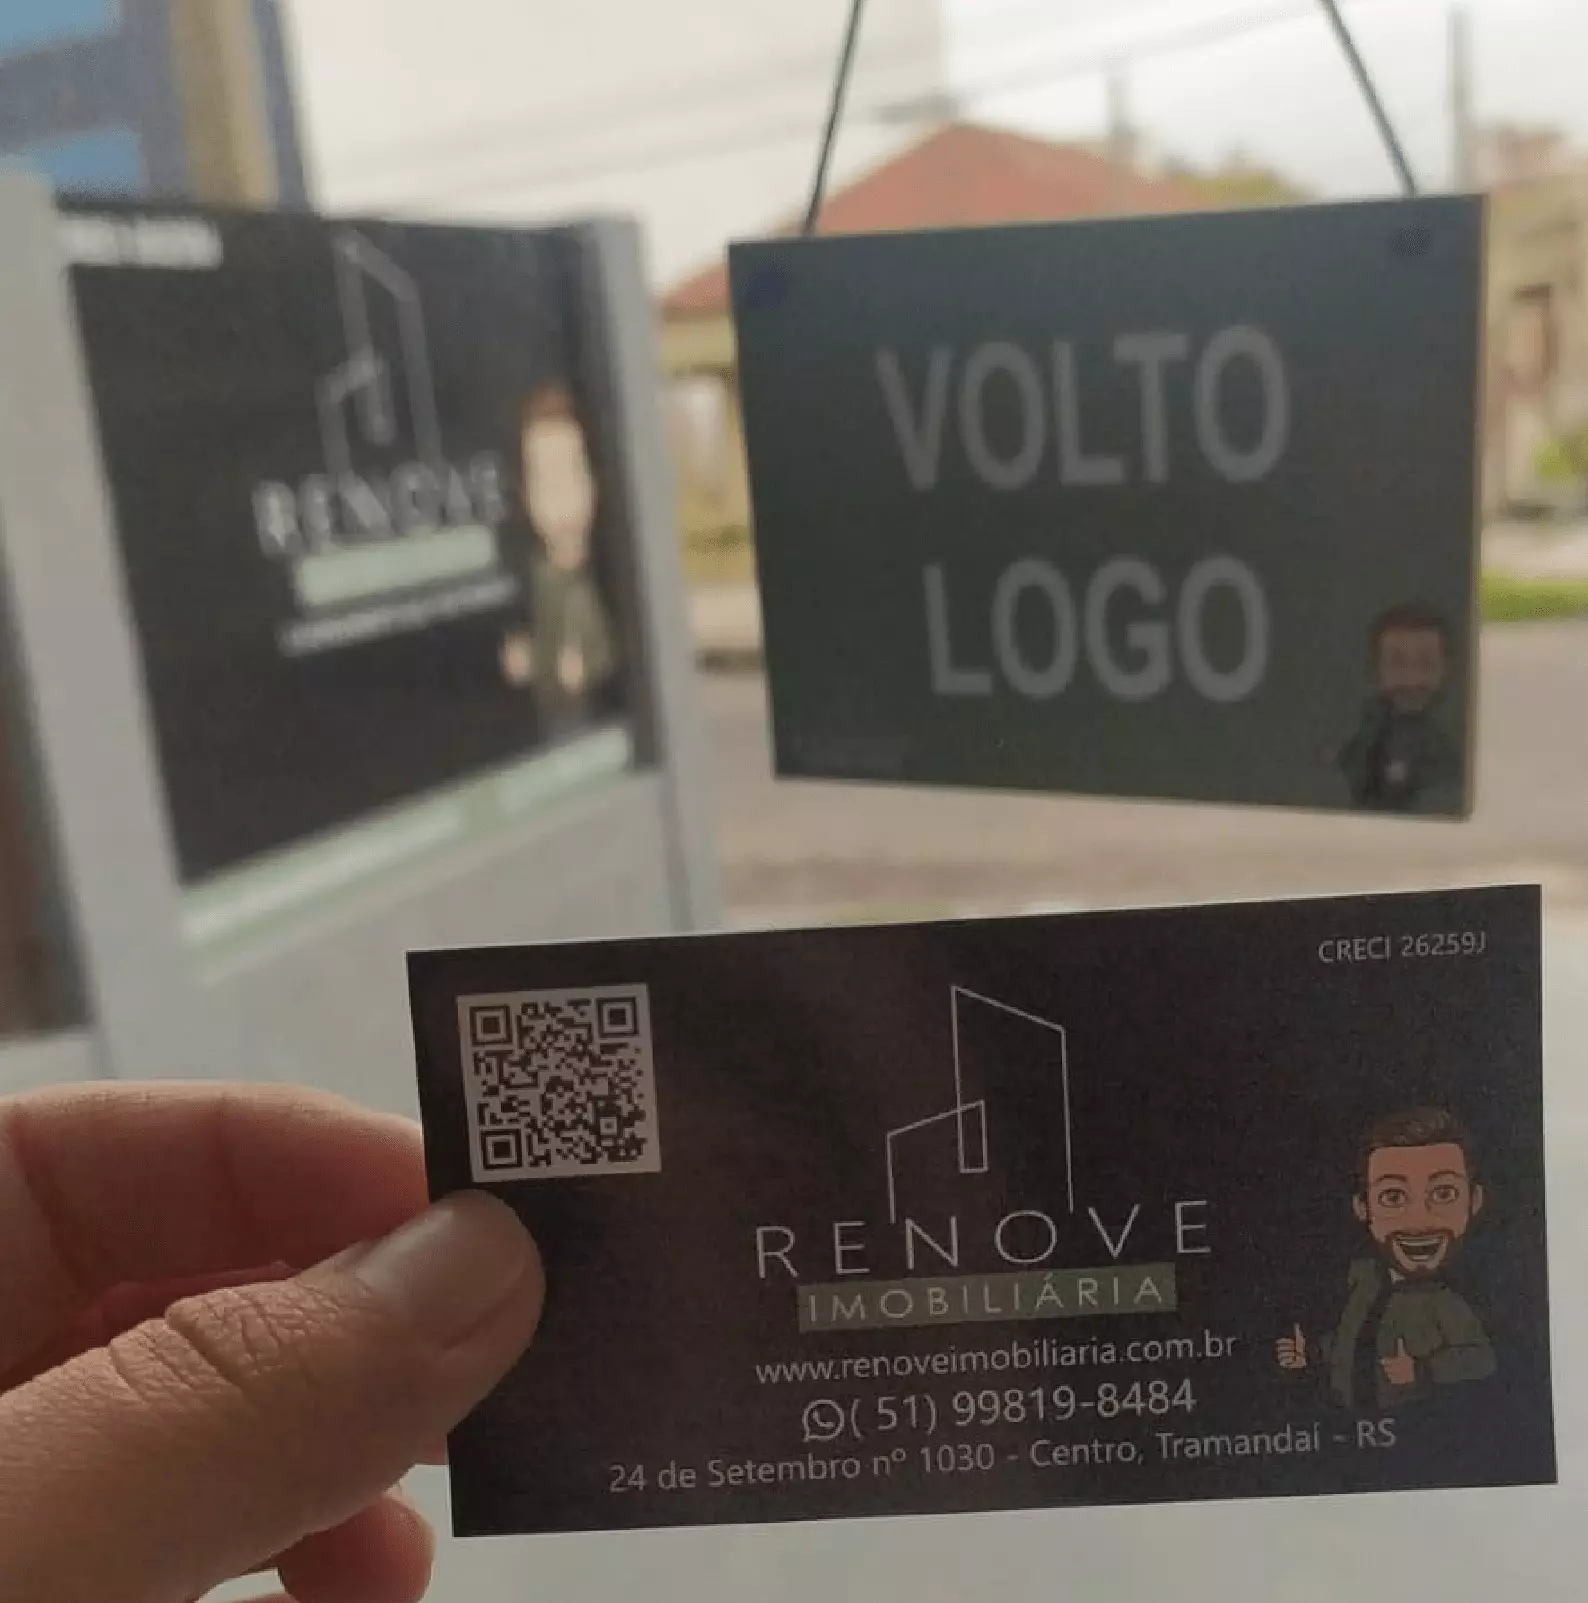 RENOVE
VOLTO
LOGO
CRECI 26259J
RENOVE
IMOBILIÁRIA
www.renoveimobiliaria.com.br
( 51) 99819-8484
24 de Setembro nº 1030 - Centro, Tramandaí - RS